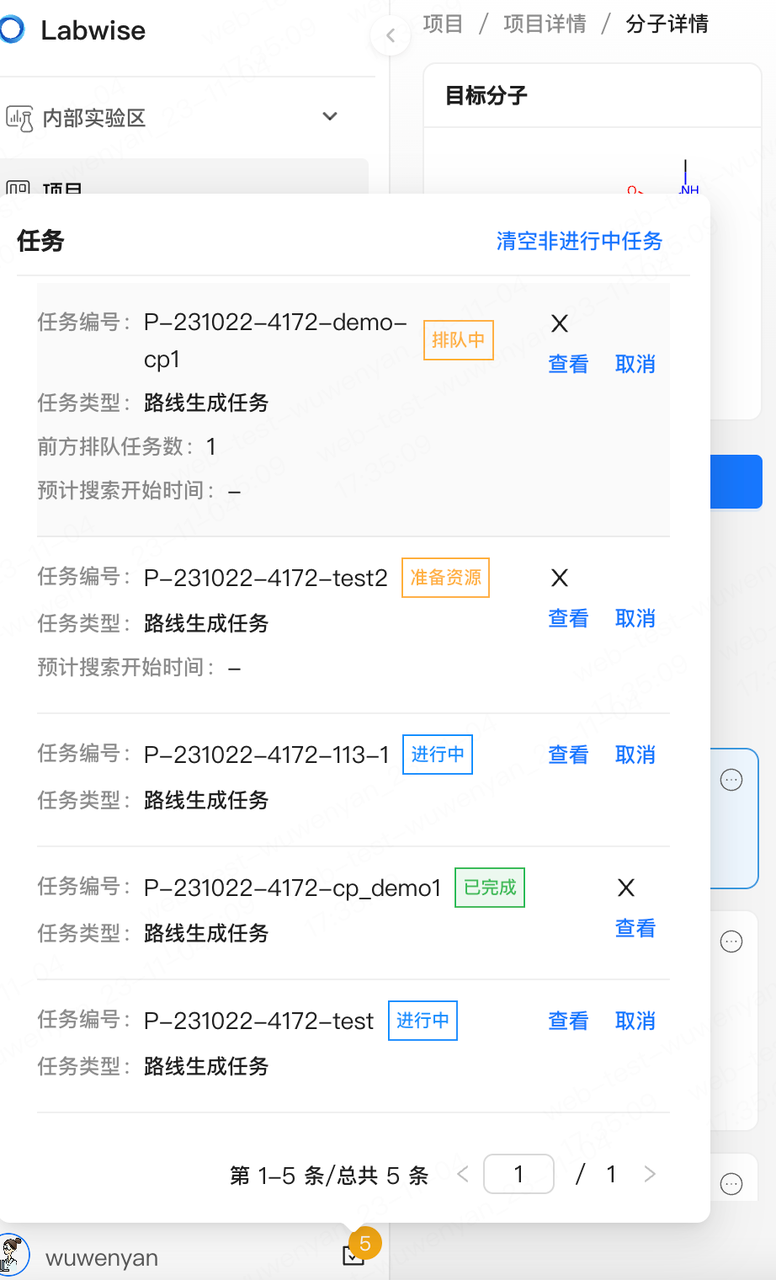 Labwise
项目 / 项目详情 / 分子详情
内部实验区
目标分子
项目
O
NH
任务
清空非进行中任务
任务编号： P-231022-4172-demo-
cp1
排队中
X
查看 取消
任务类型： 路线生成任务
前方排队任务数： 1
预计搜索开始时间： –
任务编号： P-231022-4172-test2
准备资源
X
查看 取消
任务类型： 路线生成任务
预计搜索开始时间： –
任务编号： P-231022-4172-113-1
进行中
查看 取消
任务类型： 路线生成任务
任务编号： P-231022-4172-cp_demo1
已完成
X
查看
任务类型： 路线生成任务
任务编号： P-231022-4172-test
进行中
查看 取消
任务类型： 路线生成任务
第 1-5 条/总共 5 条 < 1 / 1 >
wuwenyan
5